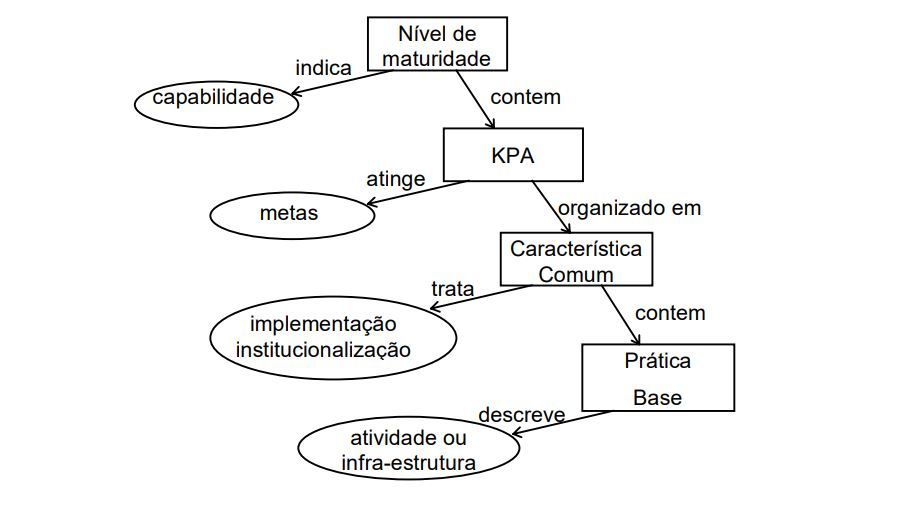 Nível de
maturidade
indica
capabilidade
contem
KPA
atinge
metas
organizado em
Característica
Comum
trata
implementação
institucionalização
contem
Prática
Base
descreve
atividade ou
infra-estrutura